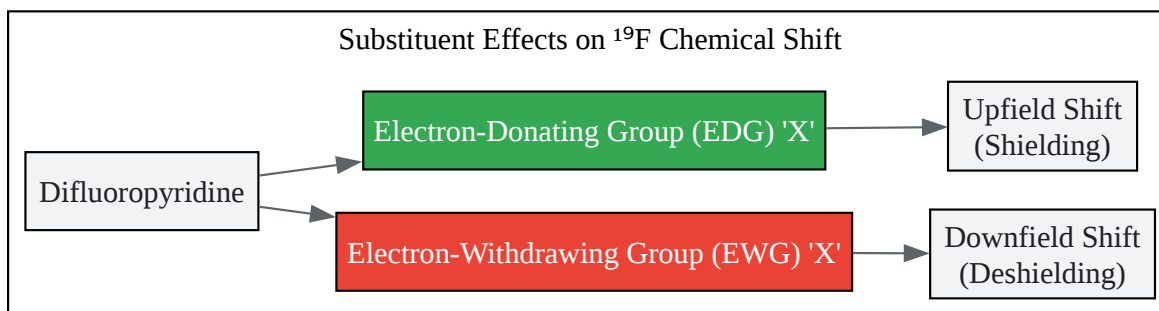 Substituent Effects on ¹⁹F Chemical Shift
Difluoropyridine
Electron-Donating Group (EDG) 'X'
Upfield Shift
(Shielding)
Electron-Withdrawing Group (EWG) 'X'
Downfield Shift
(Deshielding)